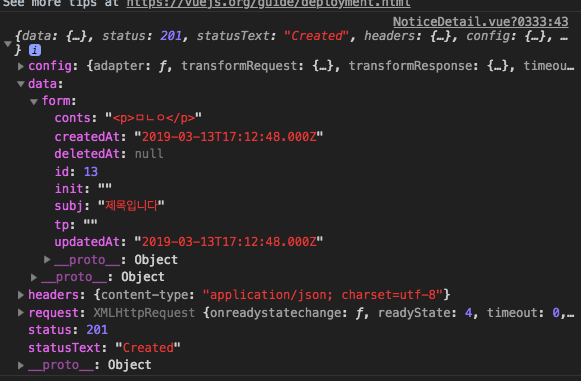 See more tips at https://vuejs.org/guide/deployment.html
NoticeDetail.vue?0333:43
{data: {…}, status: 201, statusText: "Created", headers: {…}, config: {…}, …
} i
config: {adapter: ƒ, transformRequest: {…}, transformResponse: {…}, timeou…
data:
form:
conts: "<p>ㅁㄴㅇ</p>"
createdAt: "2019-03-13T17:12:48.000Z"
deletedAt: null
id: 13
init: ""
subj: "제목입니다"
tp: ""
updatedAt: "2019-03-13T17:12:48.000Z"
__proto__: Object
__proto__: Object
headers: {content-type: "application/json; charset=utf-8"}
request: XMLHttpRequest {onreadystatechange: ƒ, readyState: 4, timeout: 0,…
status: 201
statusText: "Created"
__proto__: Object